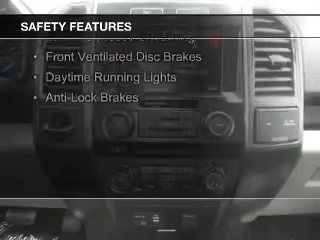 SAFETY FEATURES
• Front Ventilated Disc Brakes
• Daytime Running Lights
• Anti-Lock Brakes